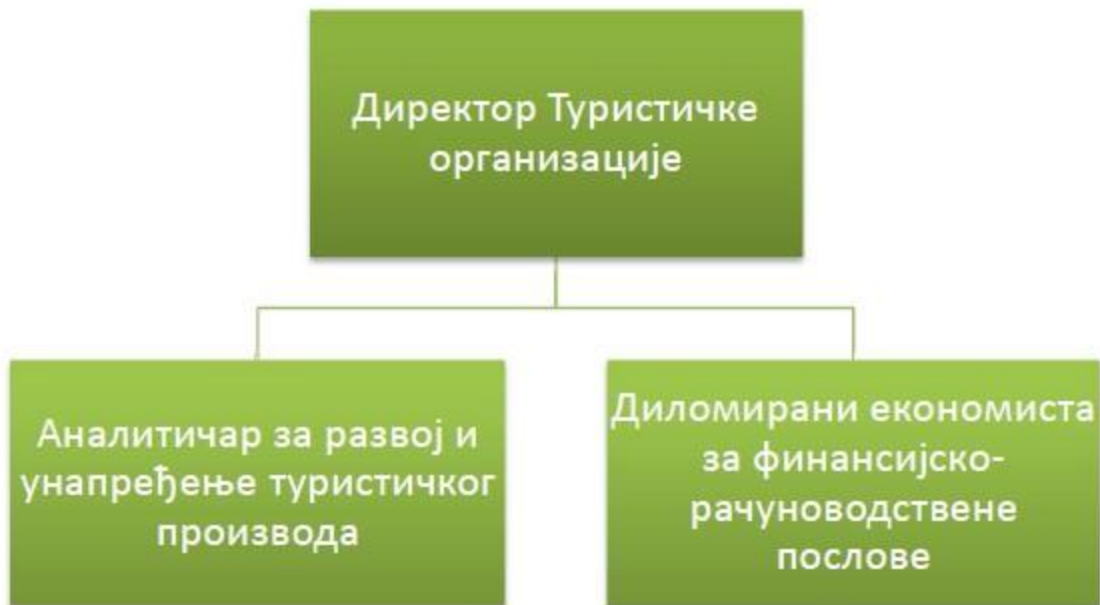 Директор Туристичке
организације
Аналитичар за развој и
унапређење туристичког
производа
Диломирани економиста
за финансијско-
рачуноводствене
послове